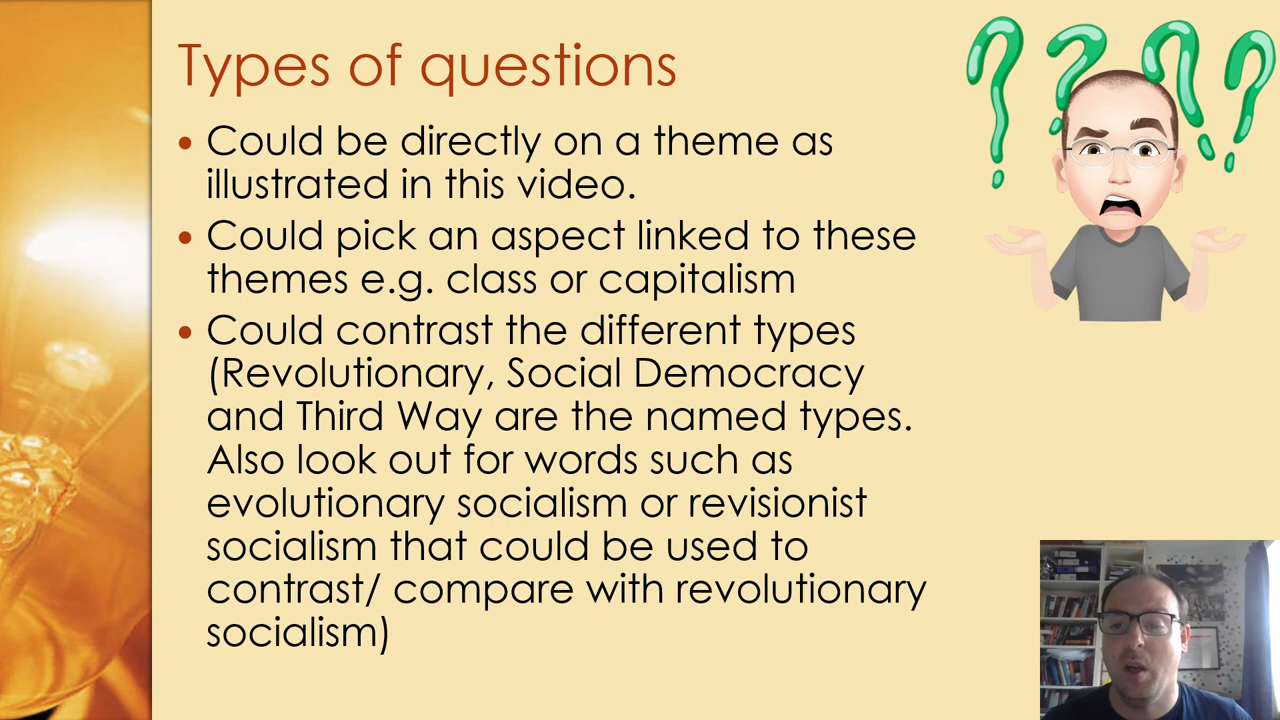 Types of questions
• Could be directly on a theme as
illustrated in this video.
• Could pick an aspect linked to these
themes e.g. class or capitalism
• Could contrast the different types
(Revolutionary, Social Democracy
and Third Way are the named types.
Also look out for words such as
evolutionary socialism or revisionist
socialism that could be used to
contrast/ compare with revolutionary
socialism)